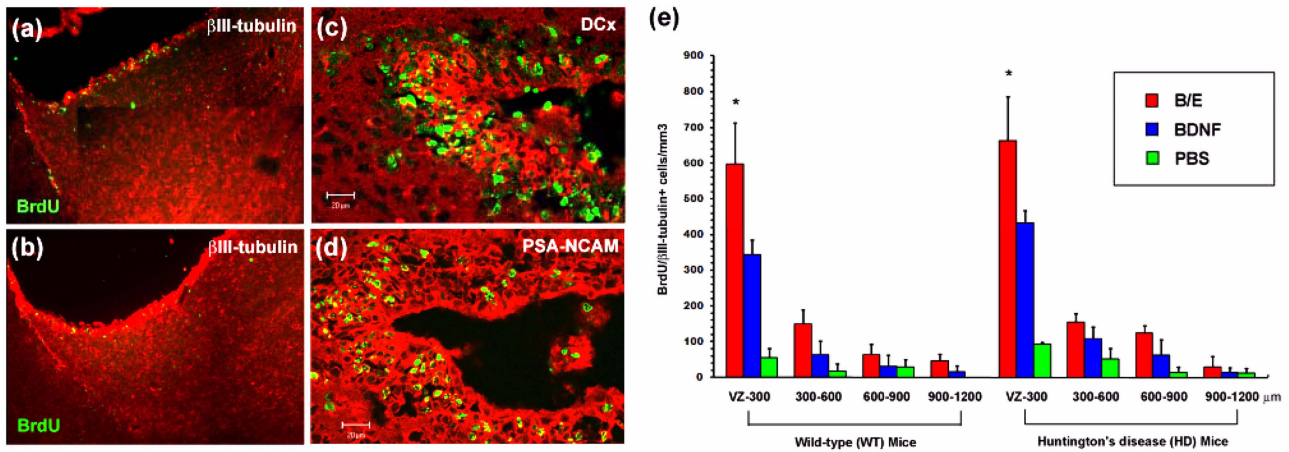 (a)
βIII-tubulin
BrdU
(b)
βIII-tubulin
BrdU
(c)
DCx
20μm
(d)
PSA-NCAM
20μm
(e)
BrdU/βIII-tubulin+ cells/mm3
900
800
700
600
500
400
300
200
100
0
*
*
B/E
BDNF
PBS
VZ-300 300-600 600-900 900-1200 VZ-300 300-600 600-900 900-1200 μm
Wild-type (WT) Mice Huntington's disease (HD) Mice